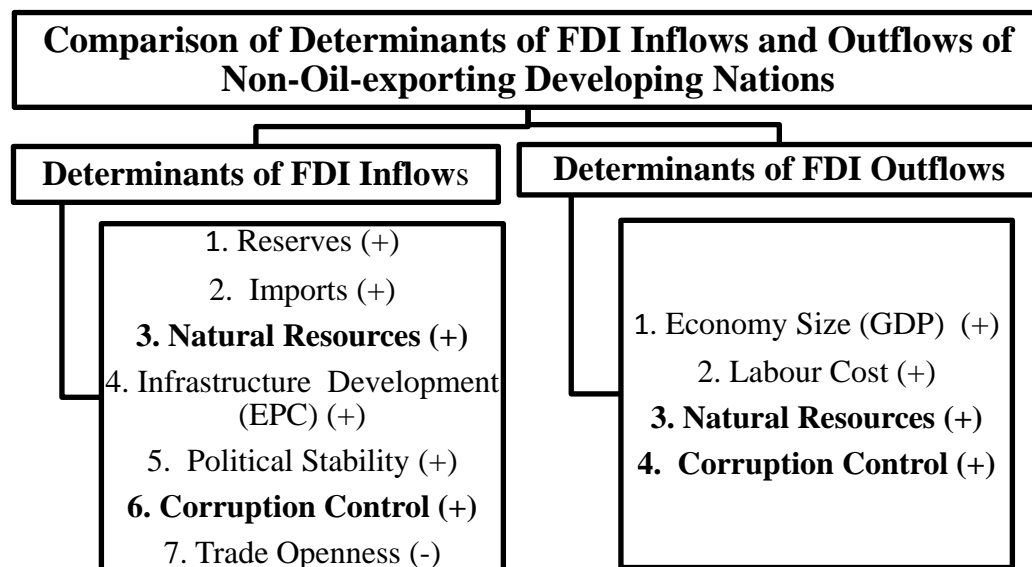 Comparison of Determinants of FDI Inflows and Outflows of
Non-Oil-exporting Developing Nations
Determinants of FDI Inflows
1. Reserves (+)
2. Imports (+)
3. Natural Resources (+)
4. Infrastructure Development
(EPC) (+)
5. Political Stability (+)
6. Corruption Control (+)
7. Trade Openness (-)
Determinants of FDI Outflows
1. Economy Size (GDP) (+)
2. Labour Cost (+)
3. Natural Resources (+)
4. Corruption Control (+)